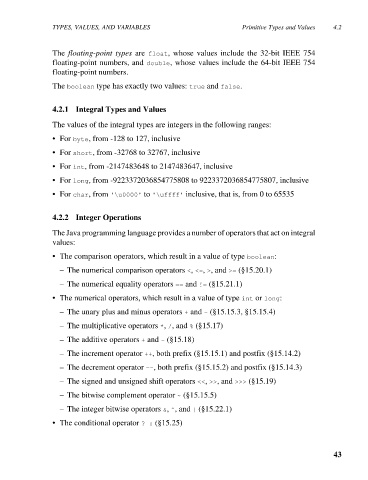 TYPES, VALUES, AND VARIABLES Primitive Types and Values 4.2
The floating-point types are float, whose values include the 32-bit IEEE 754
floating-point numbers, and double, whose values include the 64-bit IEEE 754
floating-point numbers.
The boolean type has exactly two values: true and false.
4.2.1 Integral Types and Values
The values of the integral types are integers in the following ranges:
• For byte, from -128 to 127, inclusive
• For short, from -32768 to 32767, inclusive
• For int, from -2147483648 to 2147483647, inclusive
• For long, from -9223372036854775808 to 9223372036854775807, inclusive
• For char, from '\u0000' to '\uffff' inclusive, that is, from 0 to 65535
4.2.2 Integer Operations
The Java programming language provides a number of operators that act on integral
values:
• The comparison operators, which result in a value of type boolean:
– The numerical comparison operators <, <=, >, and >= (§15.20.1)
– The numerical equality operators == and != (§15.21.1)
• The numerical operators, which result in a value of type int or long:
– The unary plus and minus operators + and - (§15.15.3, §15.15.4)
– The multiplicative operators *, /, and % (§15.17)
– The additive operators + and - (§15.18)
– The increment operator ++, both prefix (§15.15.1) and postfix (§15.14.2)
– The decrement operator --, both prefix (§15.15.2) and postfix (§15.14.3)
– The signed and unsigned shift operators <<, >>, and >>> (§15.19)
– The bitwise complement operator ~ (§15.15.5)
– The integer bitwise operators &, ^, and | (§15.22.1)
• The conditional operator ? : (§15.25)
43